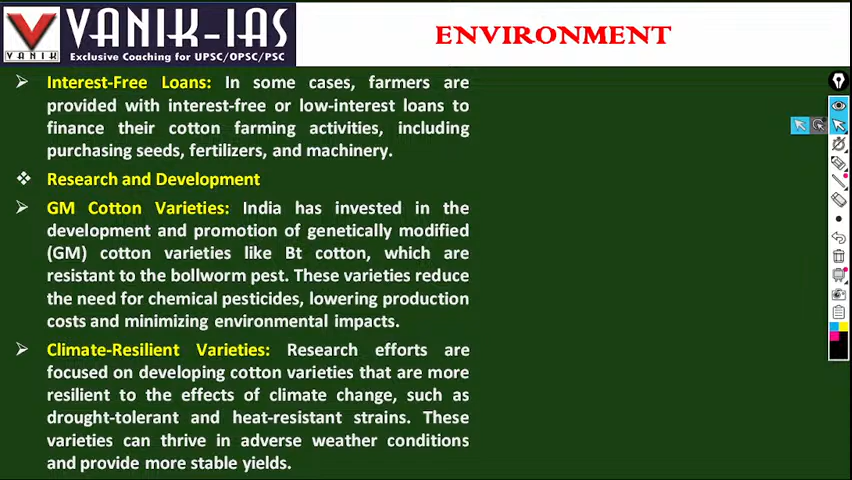 VANIK-IAS
VANIK
Exclusive Coaching for UPSC/OPSC/PSC
ENVIRONMENT
➢ Interest-Free Loans: In some cases, farmers are
provided with interest-free or low-interest loans to
finance their cotton farming activities, including
purchasing seeds, fertilizers, and machinery.
❖ Research and Development
➢ GM Cotton Varieties: India has invested in the
development and promotion of genetically modified
(GM) cotton varieties like Bt cotton, which are
resistant to the bollworm pest. These varieties reduce
the need for chemical pesticides, lowering production
costs and minimizing environmental impacts.
➢ Climate-Resilient Varieties: Research efforts are
focused on developing cotton varieties that are more
resilient to the effects of climate change, such as
drought-tolerant and heat-resistant strains. These
varieties can thrive in adverse weather conditions
and provide more stable yields.